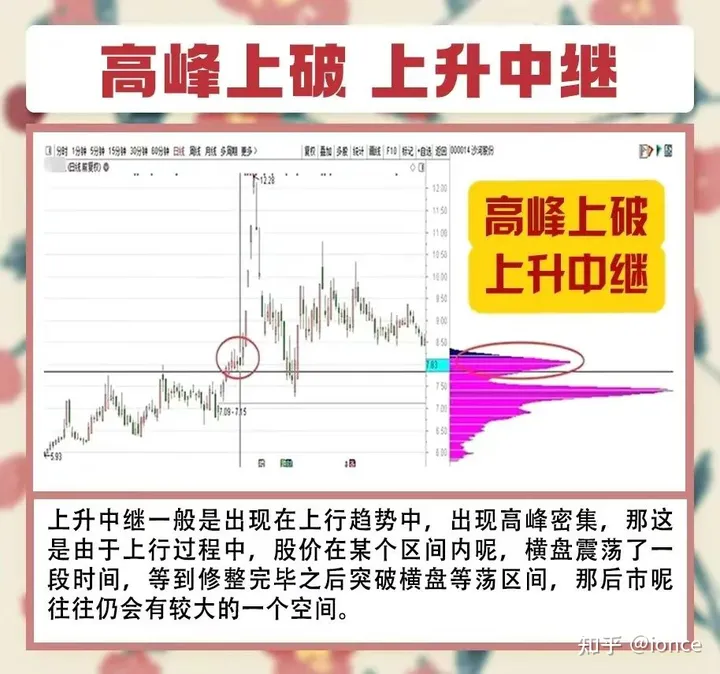 高峰上破 上升中继
分时 1分钟 5分钟 15分钟 30分钟 60分钟 日线 周线 月线 多周期 更多>
复权 叠加 多股 统计 画线 F10 标记 +自选 返回 000014 沙河股份
(日线前复权)
12.28
12.00
11.50
11.00
10.50
10.00
9.50
9.00
8.50
7.83
7.50
7.00
6.50
6.00
7.08-7.15
5.93
高峰上破
上升中继
上升中继一般是出现在上行趋势中，出现高峰密集，那这
是由于上行过程中，股价在某个区间内呢，横盘震荡了一
段时间，等到修整完毕之后突破横盘等荡区间，那后市呢
往往仍会有较大的一个空间。
知乎 @ionce